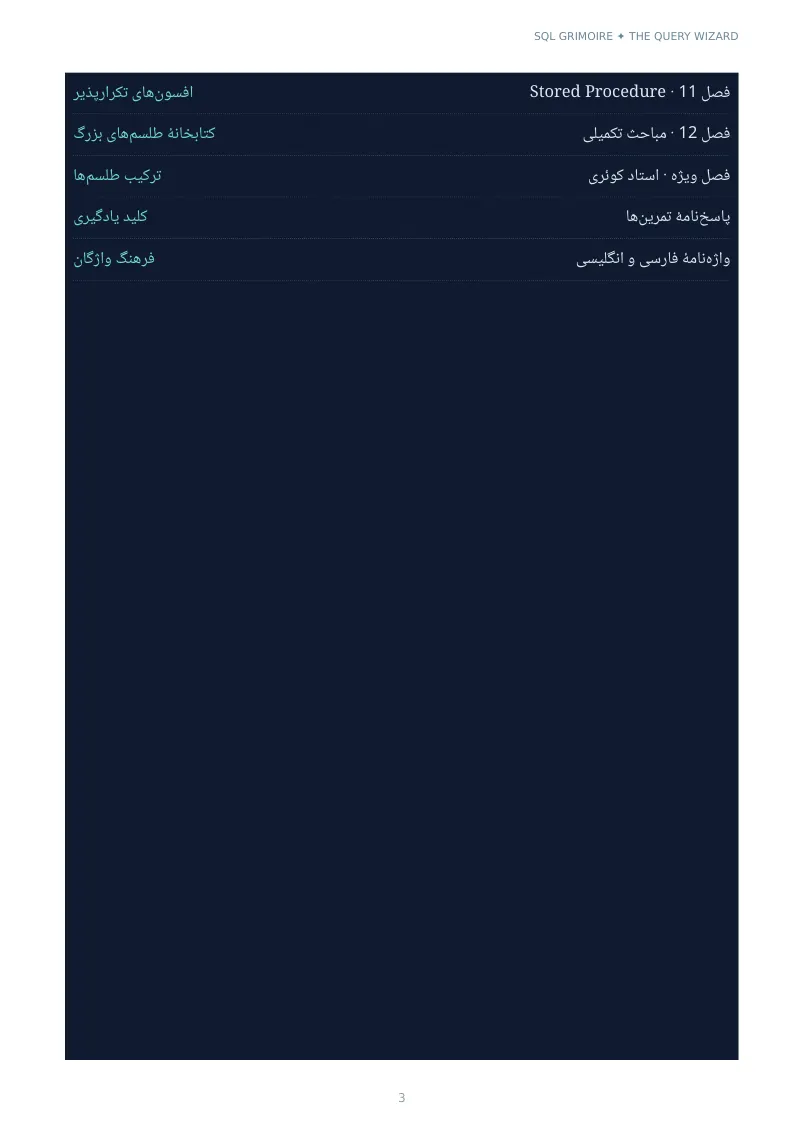 SQL GRIMOIRE ✦ THE QUERY WIZARD
فصل 11 · Stored Procedure افسون‌های تکرارپذیر
فصل 12 · مباحث تکمیلی کتابخانهٔ طلسم‌های بزرگ
فصل ویژه · استاد کوئری ترکیب طلسم‌ها
پاسخ‌نامهٔ تمرین‌ها کلید یادگیری
واژه‌نامهٔ فارسی و انگلیسی فرهنگ واژگان
3